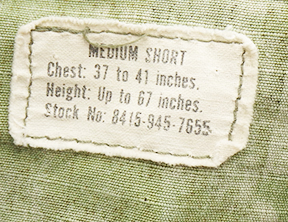 MEDIUM SHORT
Chest: 37 to 41 inches.
Height: Up to 67 inches.
Stock No: 8415-945-7655